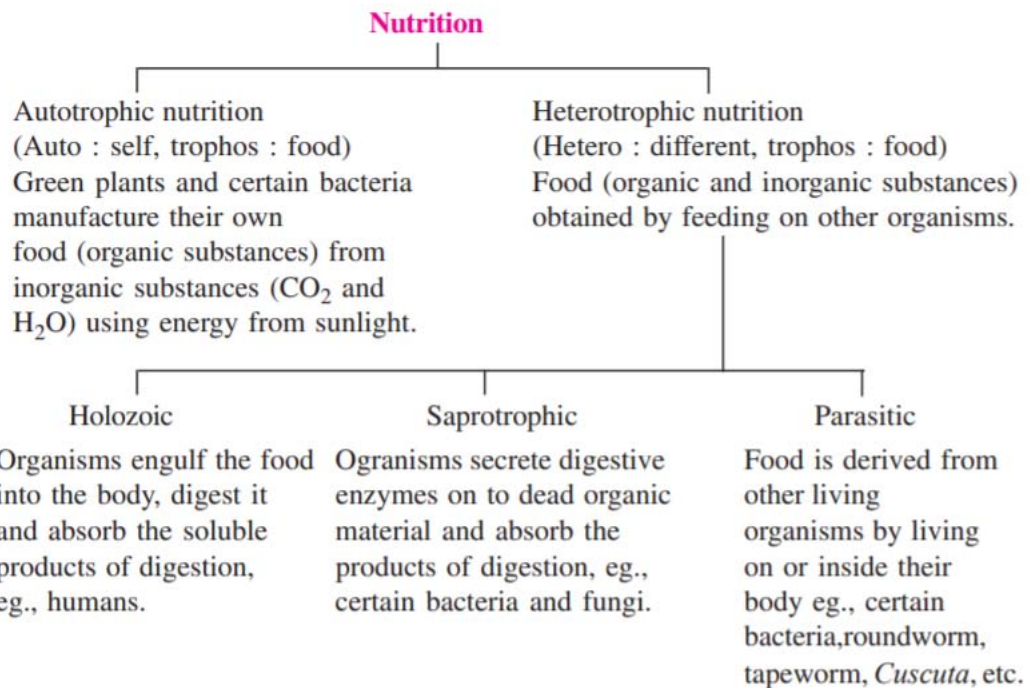 Nutrition
Autotrophic nutrition
(Auto : self, trophos : food)
Green plants and certain bacteria
manufacture their own
food (organic substances) from
inorganic substances (CO₂ and
H₂O) using energy from sunlight.
Heterotrophic nutrition
(Hetero : different, trophos : food)
Food (organic and inorganic substances)
obtained by feeding on other organisms.
Holozoic
Organisms engulf the food
into the body, digest it
and absorb the soluble
products of digestion,
eg., humans.
Saprotrophic
Ogranisms secrete digestive
enzymes on to dead organic
material and absorb the
products of digestion, eg.,
certain bacteria and fungi.
Parasitic
Food is derived from
other living
organisms by living
on or inside their
body eg., certain
bacteria,roundworm,
tapeworm, Cuscuta, etc.